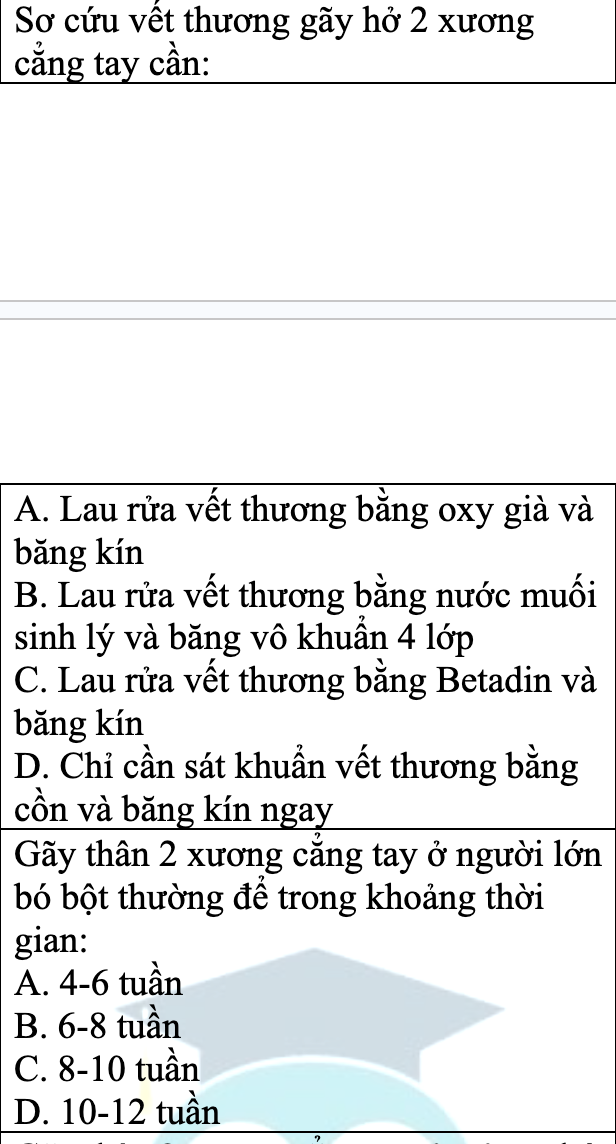 Sơ cứu vết thương gãy hở 2 xương
cẳng tay cần:
A. Lau rửa vết thương bằng oxy già và
băng kín
B. Lau rửa vết thương bằng nước muối
sinh lý và băng vô khuẩn 4 lớp
C. Lau rửa vết thương bằng Betadin và
băng kín
D. Chỉ cần sát khuẩn vết thương bằng
cồn và băng kín ngay
Gãy thân 2 xương cẳng tay ở người lớn
bó bột thường để trong khoảng thời
gian:
A. 4-6 tuần
B. 6-8 tuần
C. 8-10 tuần
D. 10-12 tuần